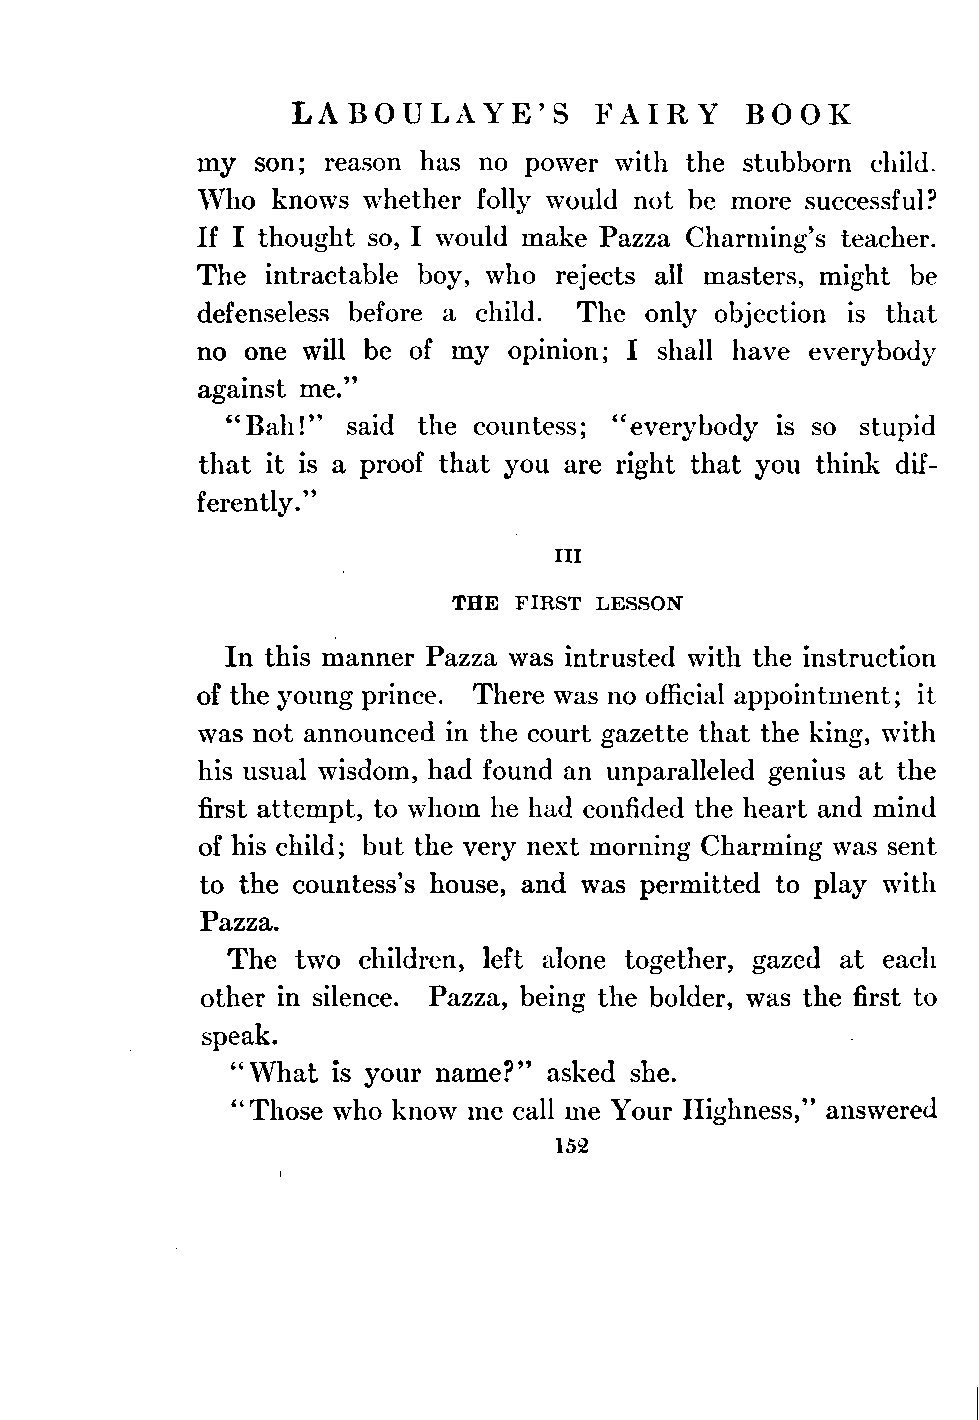 LABOULAYE'S FAIRY BOOK
my son; reason has no power with the stubborn child.
Who knows whether folly would not be more successful?
If I thought so, I would make Pazza Charming's teacher.
The intractable boy, who rejects all masters, might be
defenseless before a child. The only objection is that
no one will be of my opinion; I shall have everybody
against me."
"Bah!" said the countess; "everybody is so stupid
that it is a proof that you are right that you think dif-
ferently."
III
THE FIRST LESSON
In this manner Pazza was intrusted with the instruction
of the young prince. There was no official appointment; it
was not announced in the court gazette that the king, with
his usual wisdom, had found an unparalleled genius at the
first attempt, to whom he had confided the heart and mind
of his child; but the very next morning Charming was sent
to the countess's house, and was permitted to play with
Pazza.
The two children, left alone together, gazed at each
other in silence. Pazza, being the bolder, was the first to
speak.
"What is your name?" asked she.
"Those who know me call me Your Highness," answered
152